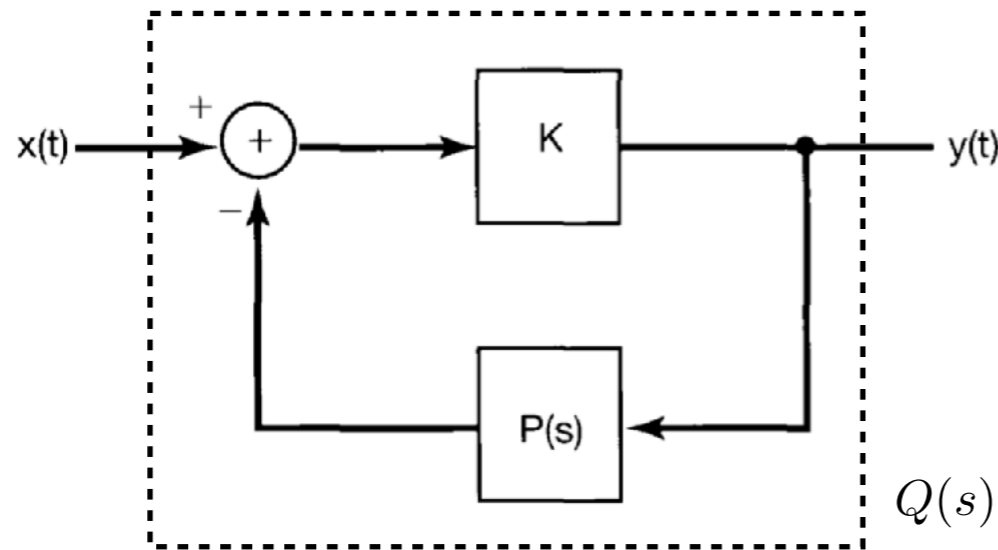 +
x(t) + K y(t)
−
P(s)
Q(s)